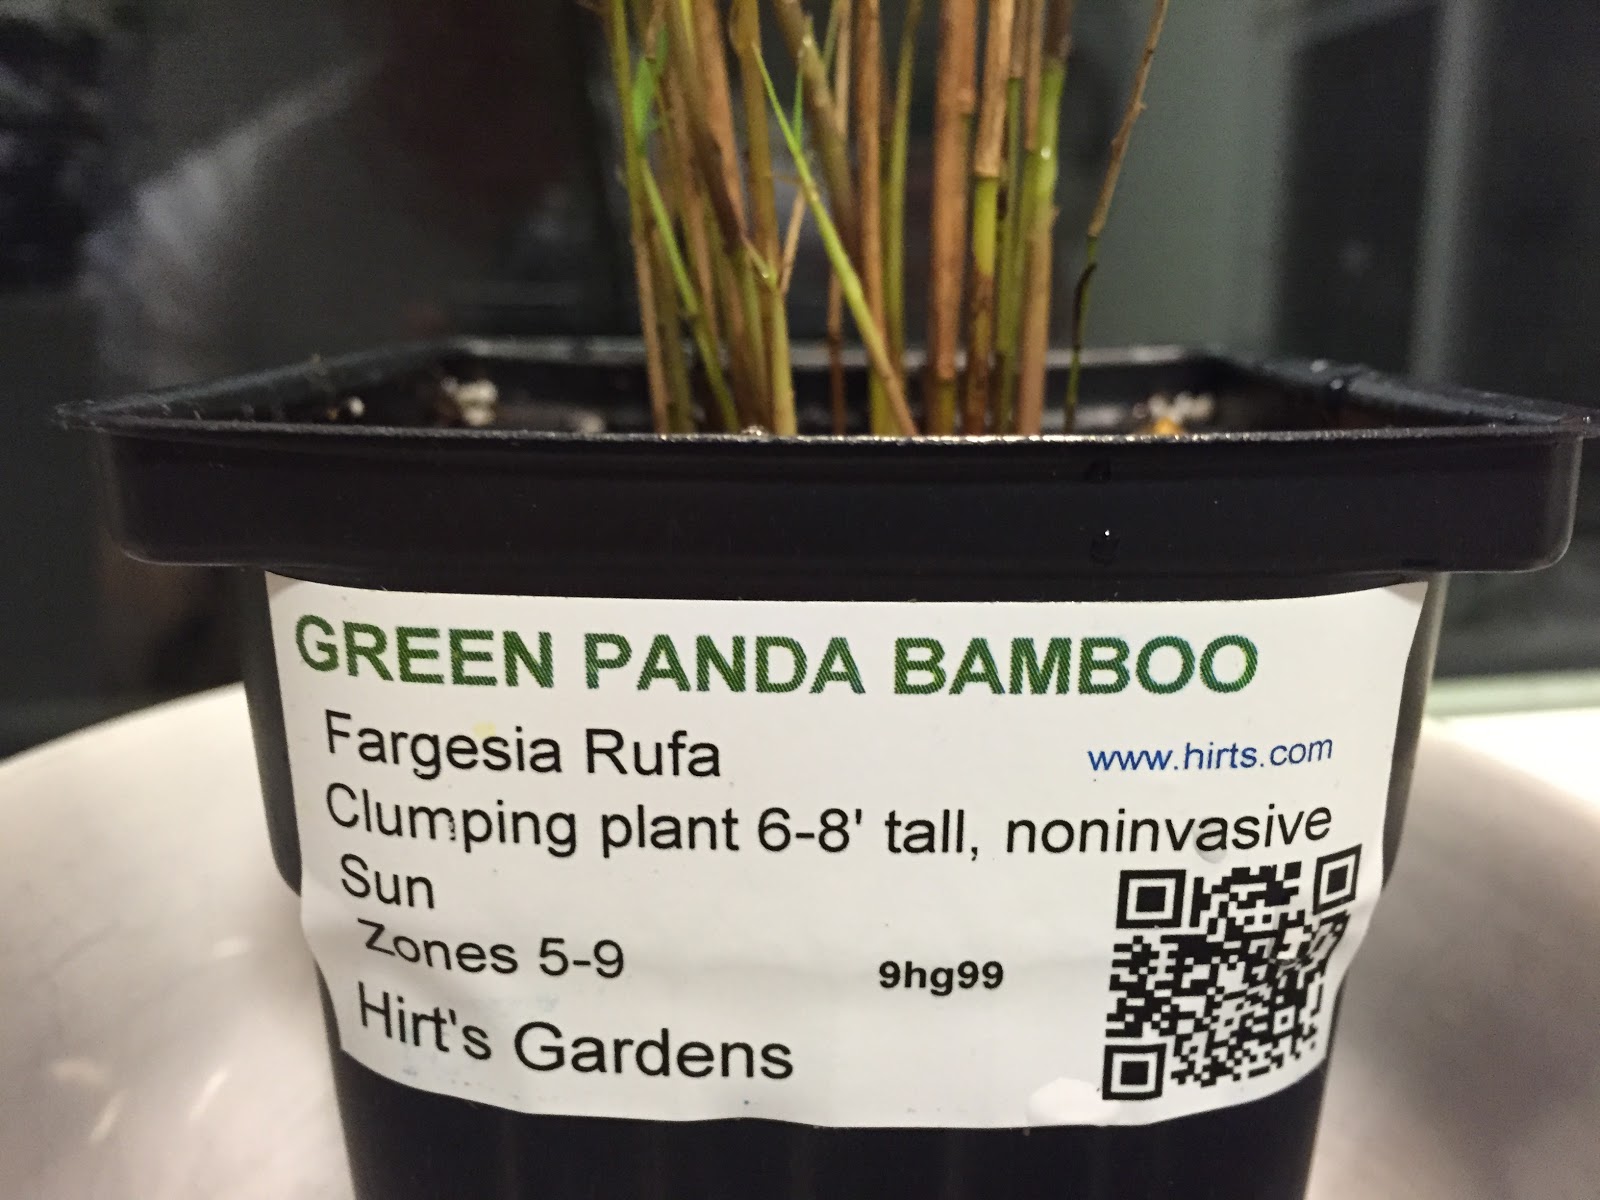 GREEN PANDA BAMBOO
Fargesia Rufa
www.hirts.com
Clumping plant 6-8' tall, noninvasive
Sun
Zones 5-9
9hg99
Hirt's Gardens